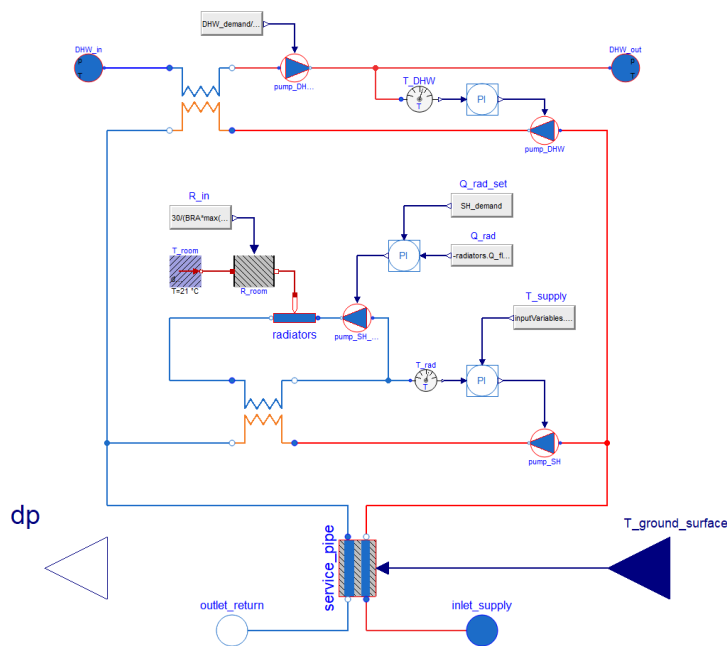 DHW_demand/...
DHW_in
P
T
pump_DH...
DHW_out
P
T
T_DHW
T
PI
pump_DHW
R_in
30/(BRA*max(...
Q_rad_set
SH_demand
Q_rad
-radiators.Q_fl...
PI
T_room
d.
T=21 °C
R_room
radiators
pump_SH_...
T_supply
inputVariables....
T_rad
T
PI
pump_SH
dp
service_pipe
T_ground_surface
outlet_return
inlet_supply